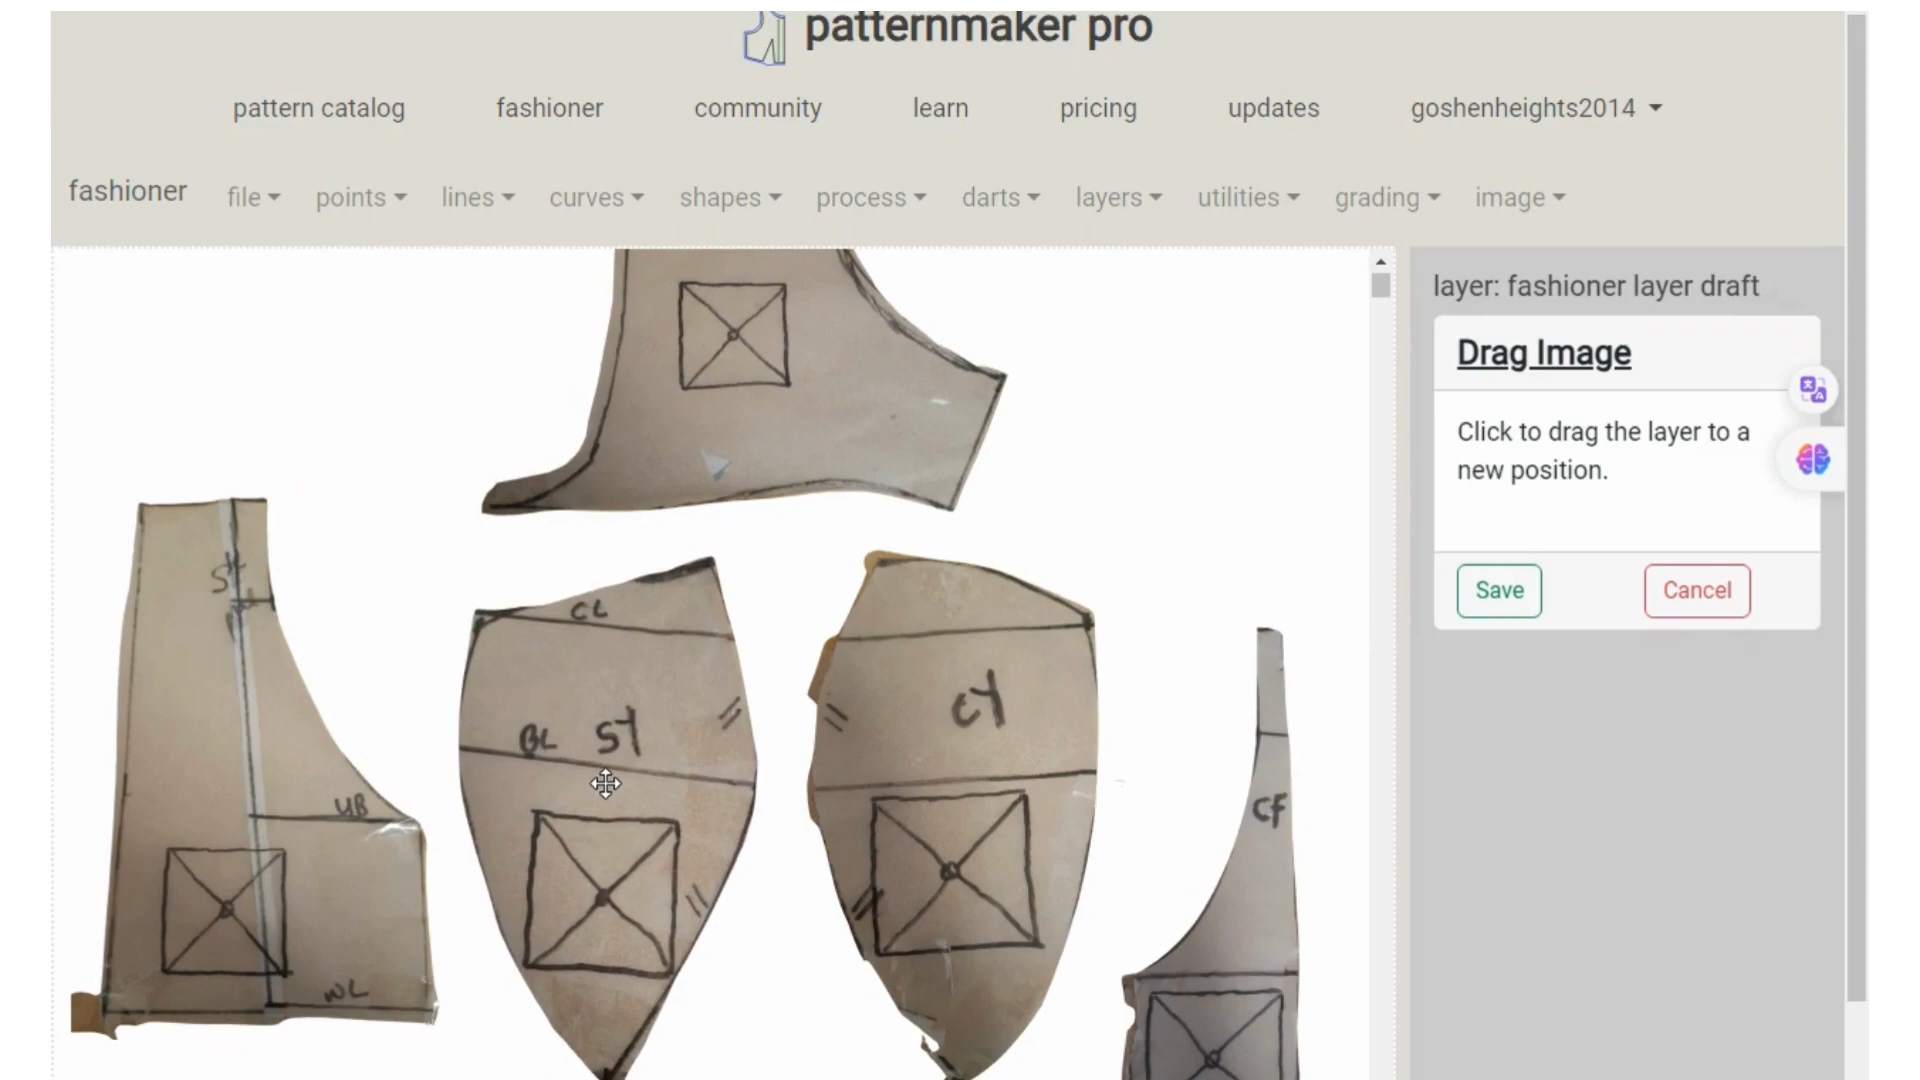 patternmaker pro
pattern catalog fashioner community learn pricing updates goshenheights2014
fashioner file points lines curves shapes process darts layers utilities grading image
layer: fashioner layer draft
Drag Image
Click to drag the layer to a
new position.
Save Cancel
CL
CY
BL SY
UB
CF
WL